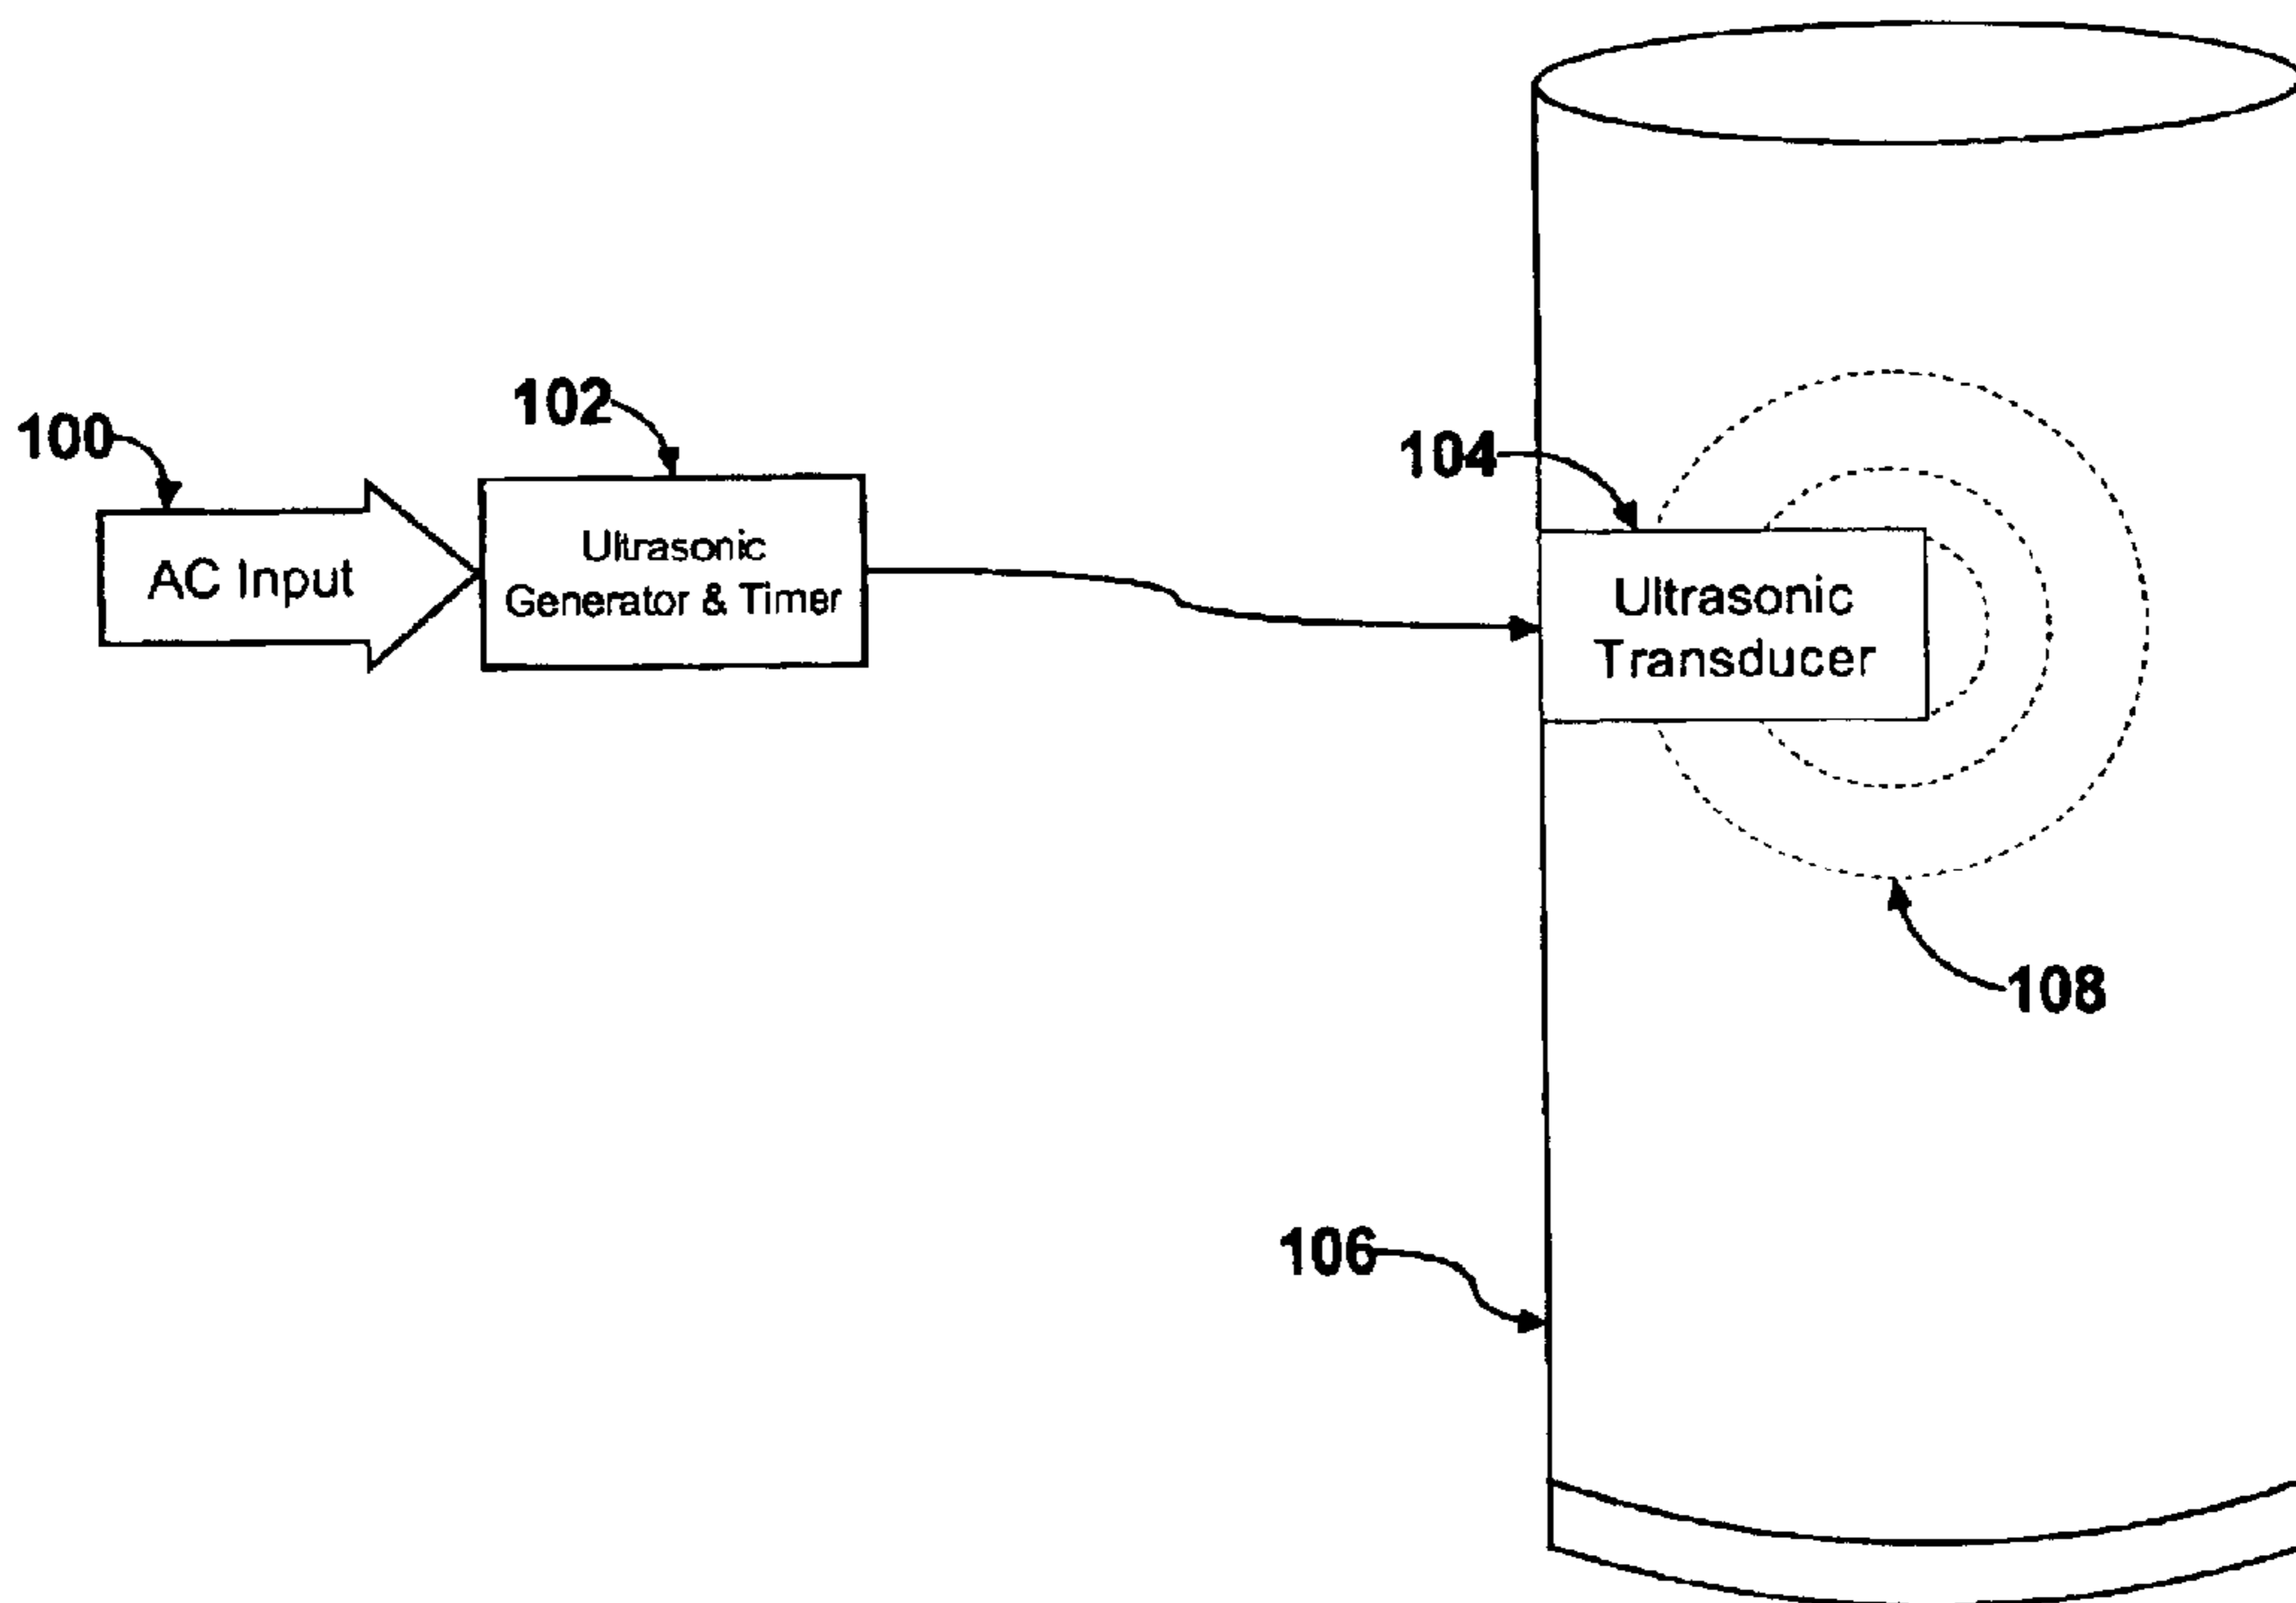 100
102
104
AC Input
Ultrasonic
Generator & Timer
Ultrasonic
Transducer
108
106